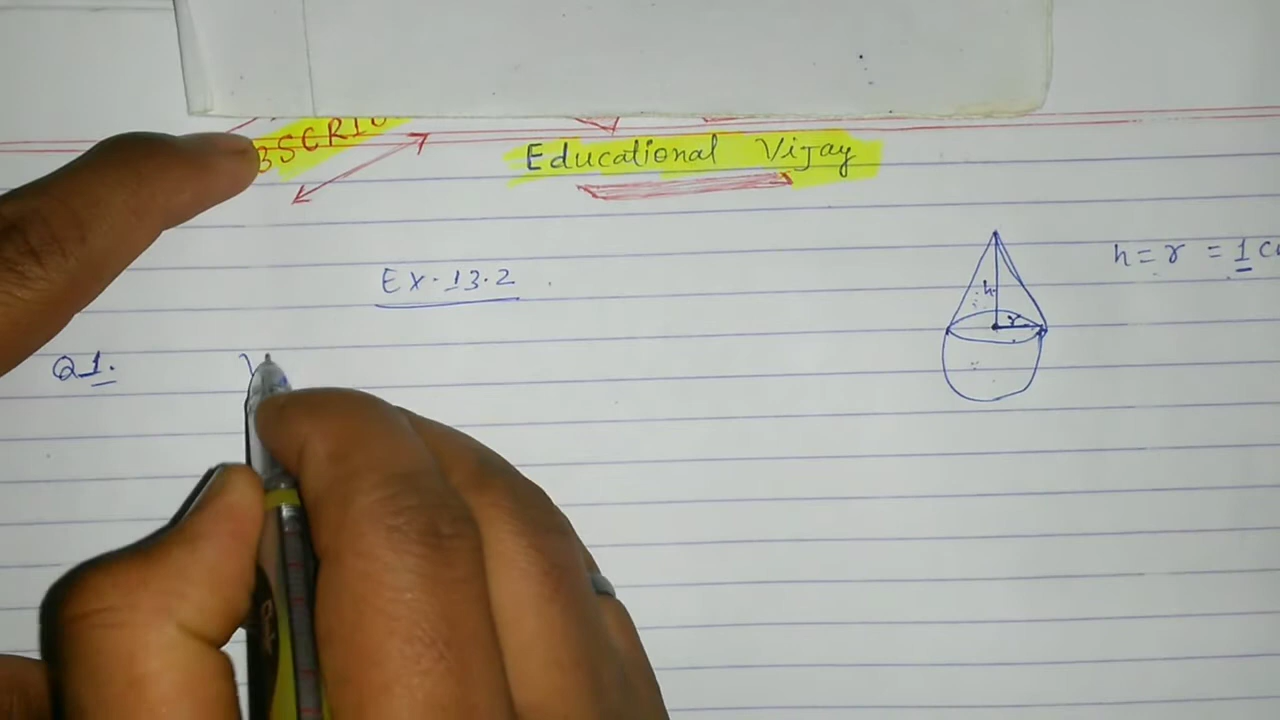 Educational Vijay
h = r = 1
Ex. 13.2
h
r
Q1.